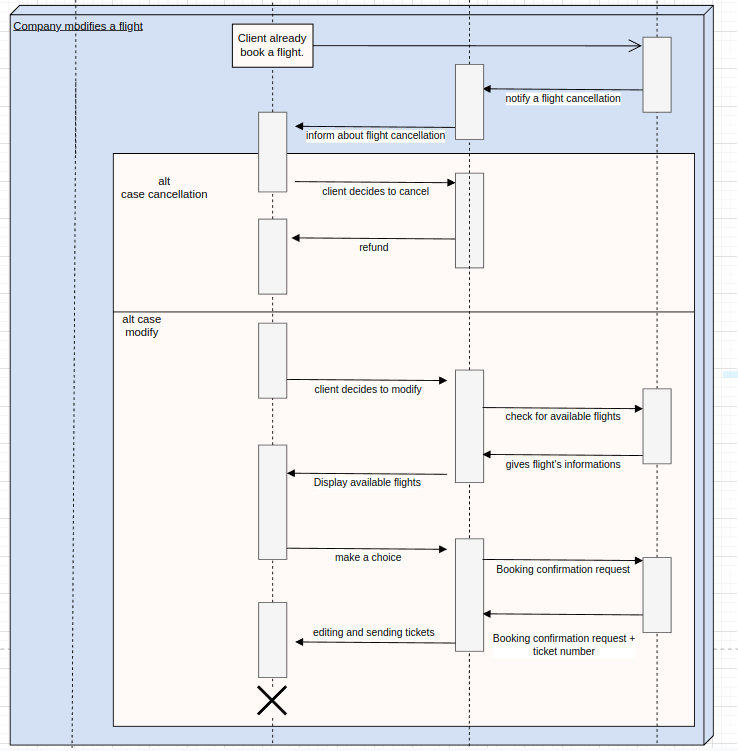 Company modifies a flight
Client already
book a flight.
notify a flight cancellation
inform about flight cancellation
alt
case cancellation
client decides to cancel
refund
alt case
modify
client decides to modify
check for available flights
gives flight's informations
Display available flights
make a choice
Booking confirmation request
editing and sending tickets
Booking confirmation request +
ticket number